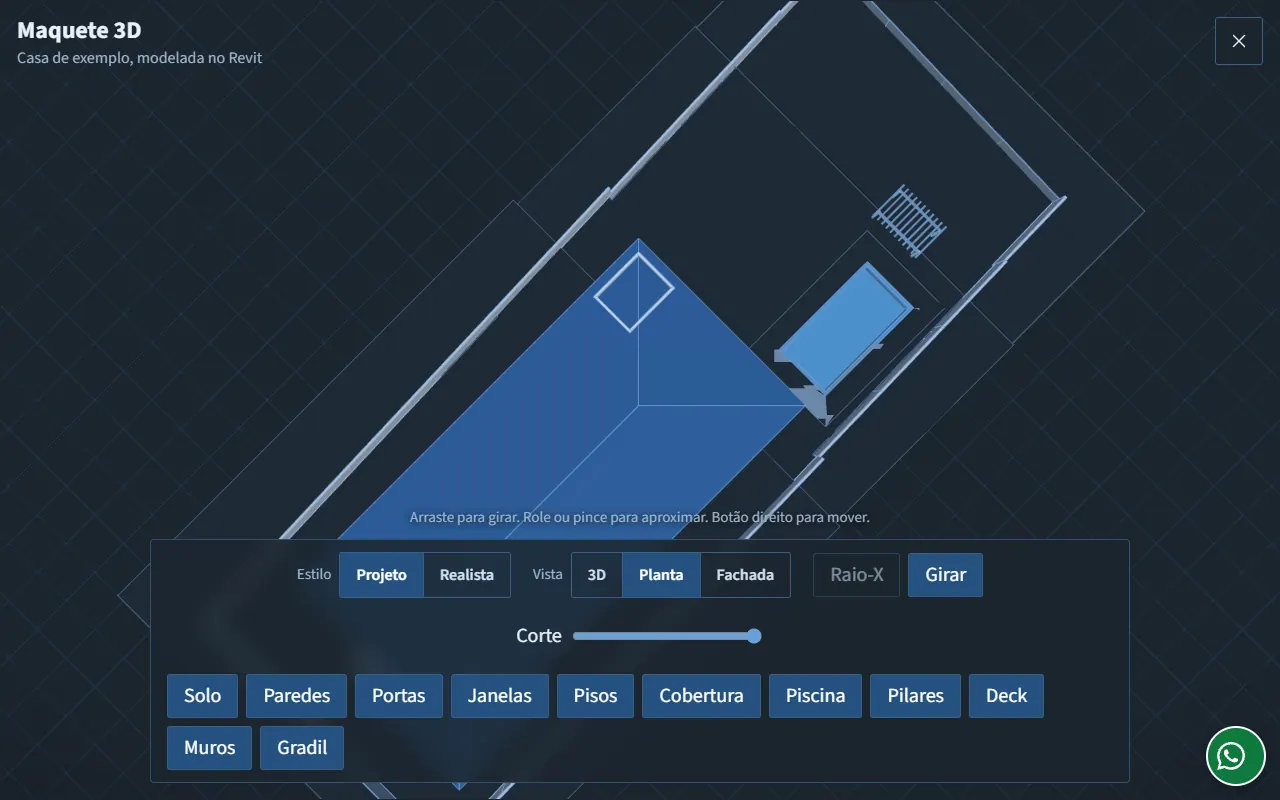 Maquete 3D
Casa de exemplo, modelada no Revit
Arraste para girar. Role ou pince para aproximar. Botão direito para mover.
Estilo Projeto Realista Vista 3D Planta Fachada Raio-X Girar
Corte
Solo Paredes Portas Janelas Pisos Cobertura Piscina Pilares Deck
Muros Gradil